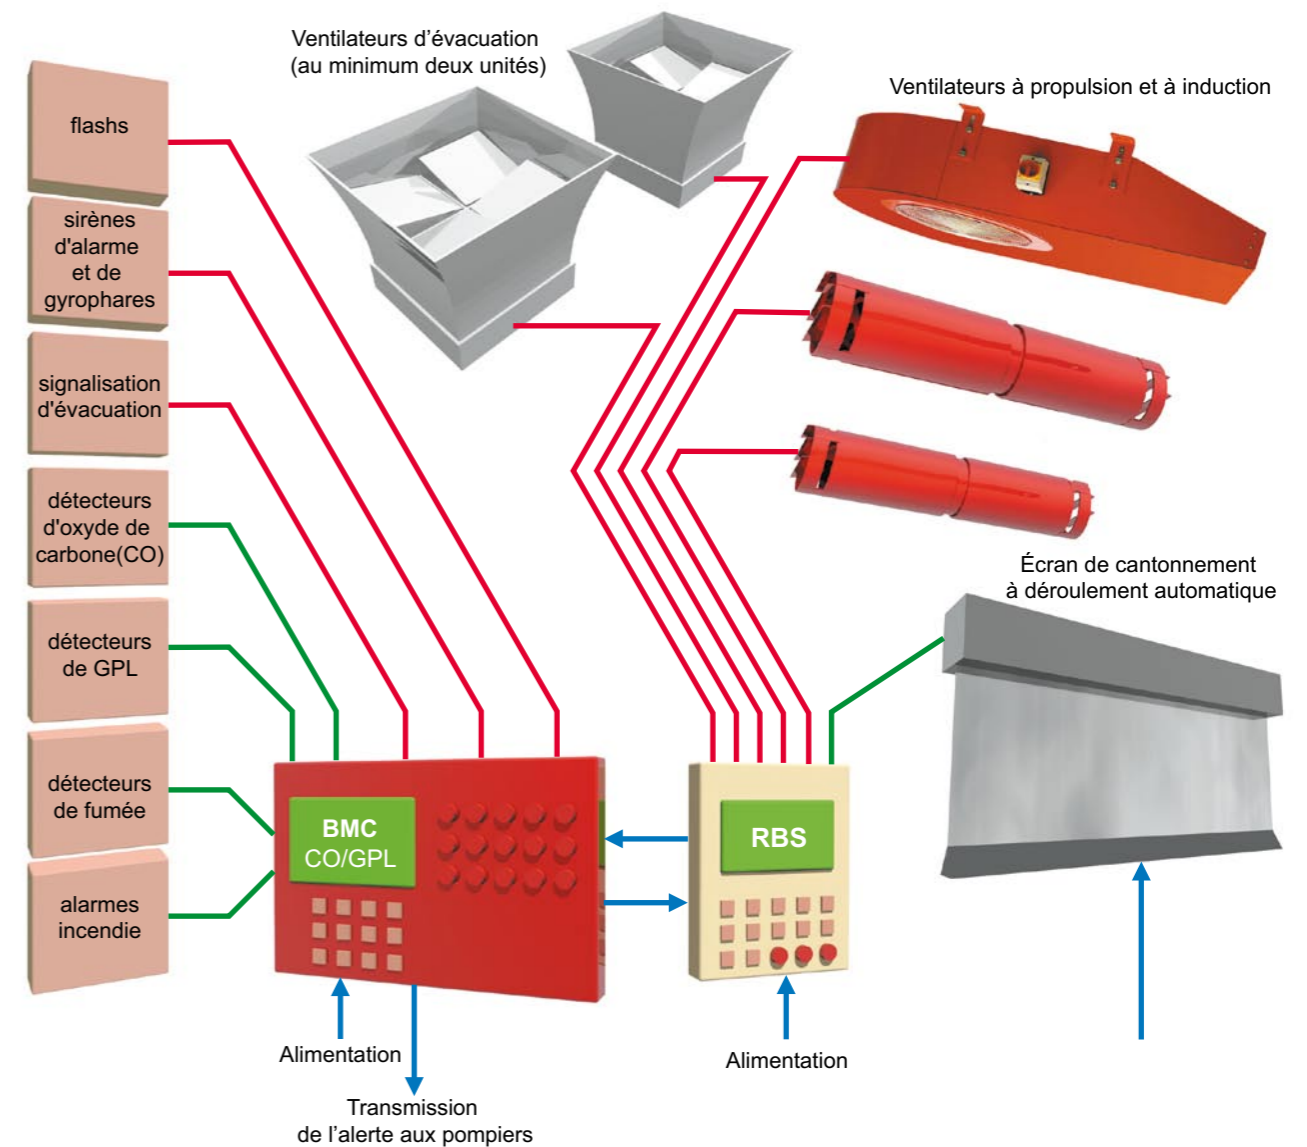 Ventilateurs d'évacuation
(au minimum deux unités)
Ventilateurs à propulsion et à induction
flashs
sirènes
d'alarme
et de
gyrophares
signalisation
d'évacuation
détecteurs
d'oxyde de
carbone(CO)
détecteurs
de GPL
détecteurs
de fumée
alarmes
incendie
Écran de cantonnement
à déroulement automatique
BMC
CO/GPL
RBS
Alimentation
Transmission
de l'alerte aux pompiers
Alimentation